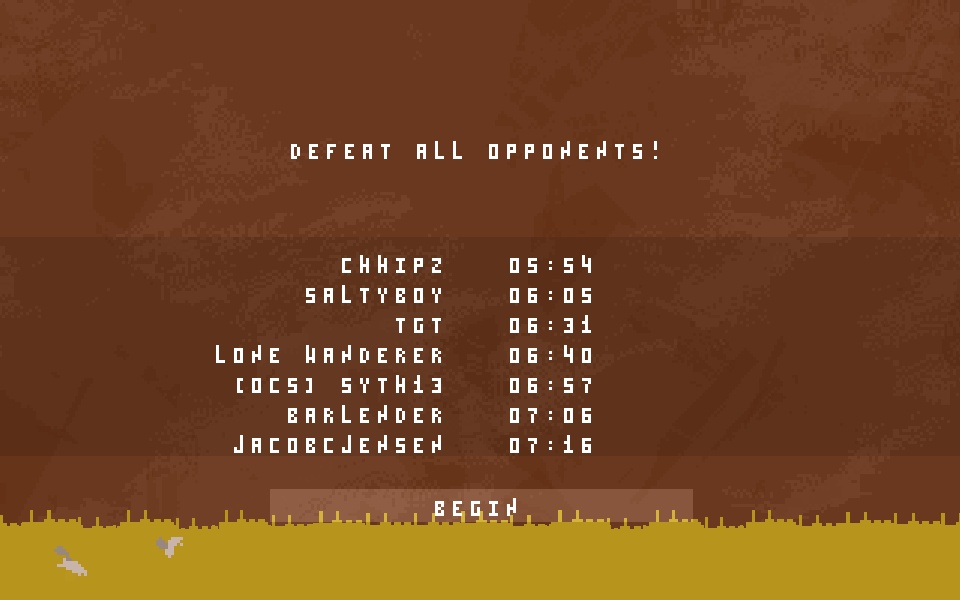 DEFEAT ALL OPPONENTS!
CHHIPZ 05:54
SALTYBOY 06:05
TGT 06:31
LONE WANDERER 06:40
[OCS] SYTH13 06:57
BARLENDER 07:06
JACOBCJENSEN 07:16
BEGIN